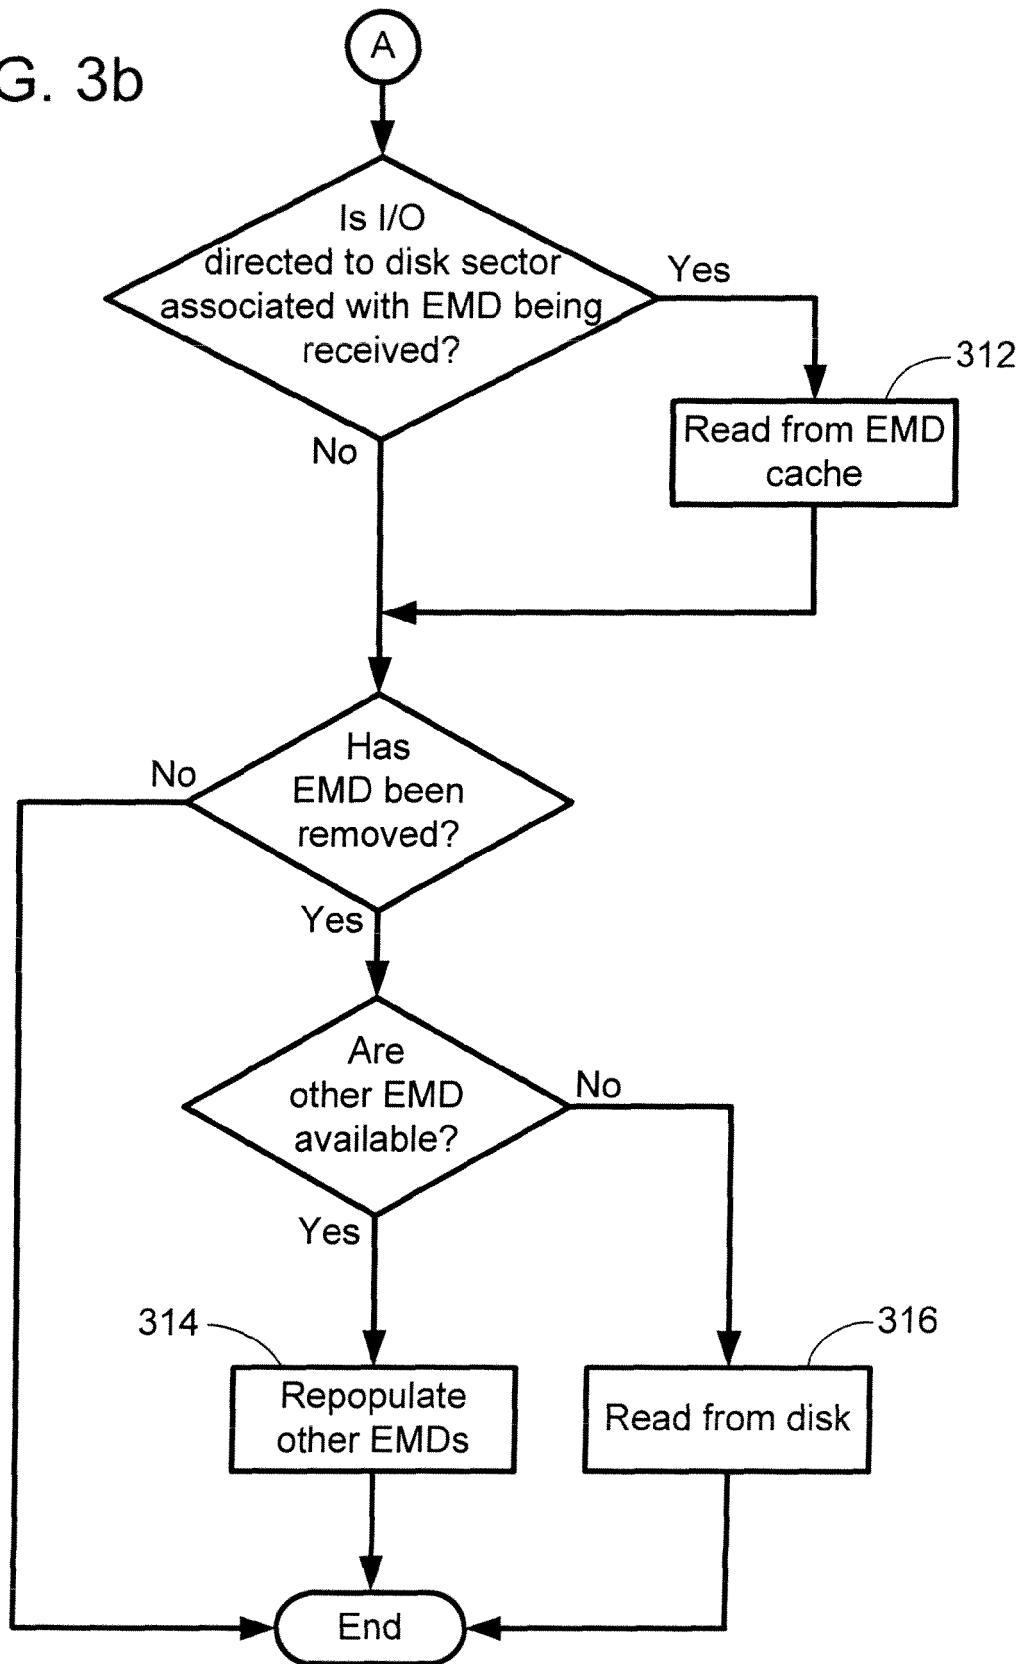 G. 3b
A
Is I/O
directed to disk sector
associated with EMD being
received?
Yes
312
Read from EMD
cache
No
Has
EMD been
removed?
No
Yes
Are
other EMD
available?
No
Yes
314
Repopulate
other EMDs
316
Read from disk
End